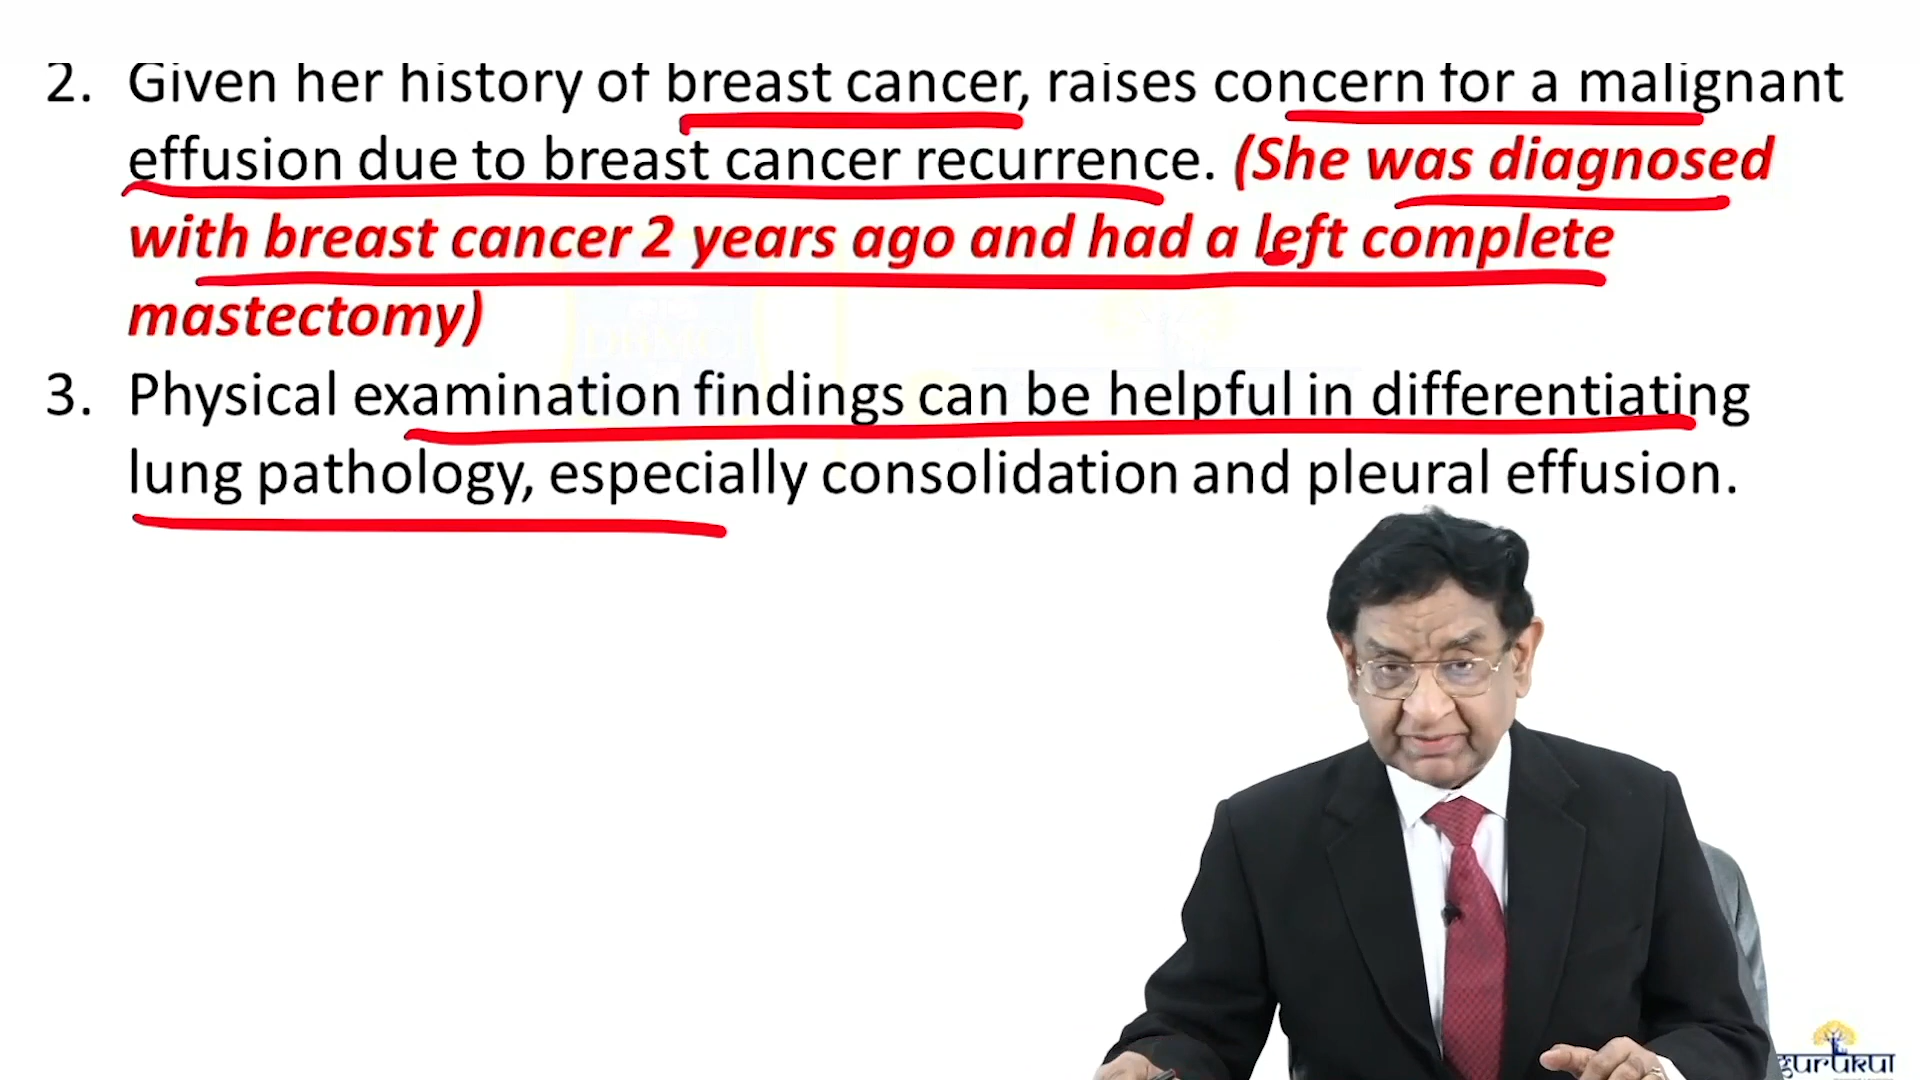 2. Given her history of breast cancer, raises concern for a malignant
effusion due to breast cancer recurrence. (She was diagnosed
with breast cancer 2 years ago and had a left complete
mastectomy)
3. Physical examination findings can be helpful in differentiating
lung pathology, especially consolidation and pleural effusion.
gurukul